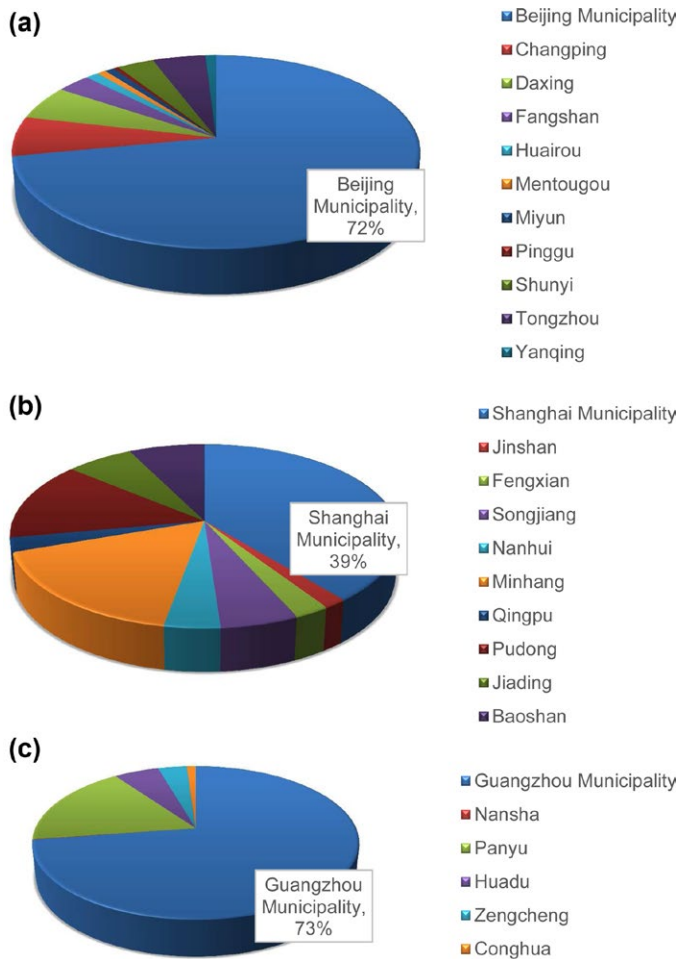 (a)
Beijing
Municipality,
72%
Beijing Municipality
Changping
Daxing
Fangshan
Huairou
Mentougou
Miyun
Pinggu
Shunyi
Tongzhou
Yanqing
(b)
Shanghai
Municipality,
39%
Shanghai Municipality
Jinshan
Fengxian
Songjiang
Nanhui
Minhang
Qingpu
Pudong
Jiading
Baoshan
(c)
Guangzhou
Municipality,
73%
Guangzhou Municipality
Nansha
Panyu
Huadu
Zengcheng
Conghua